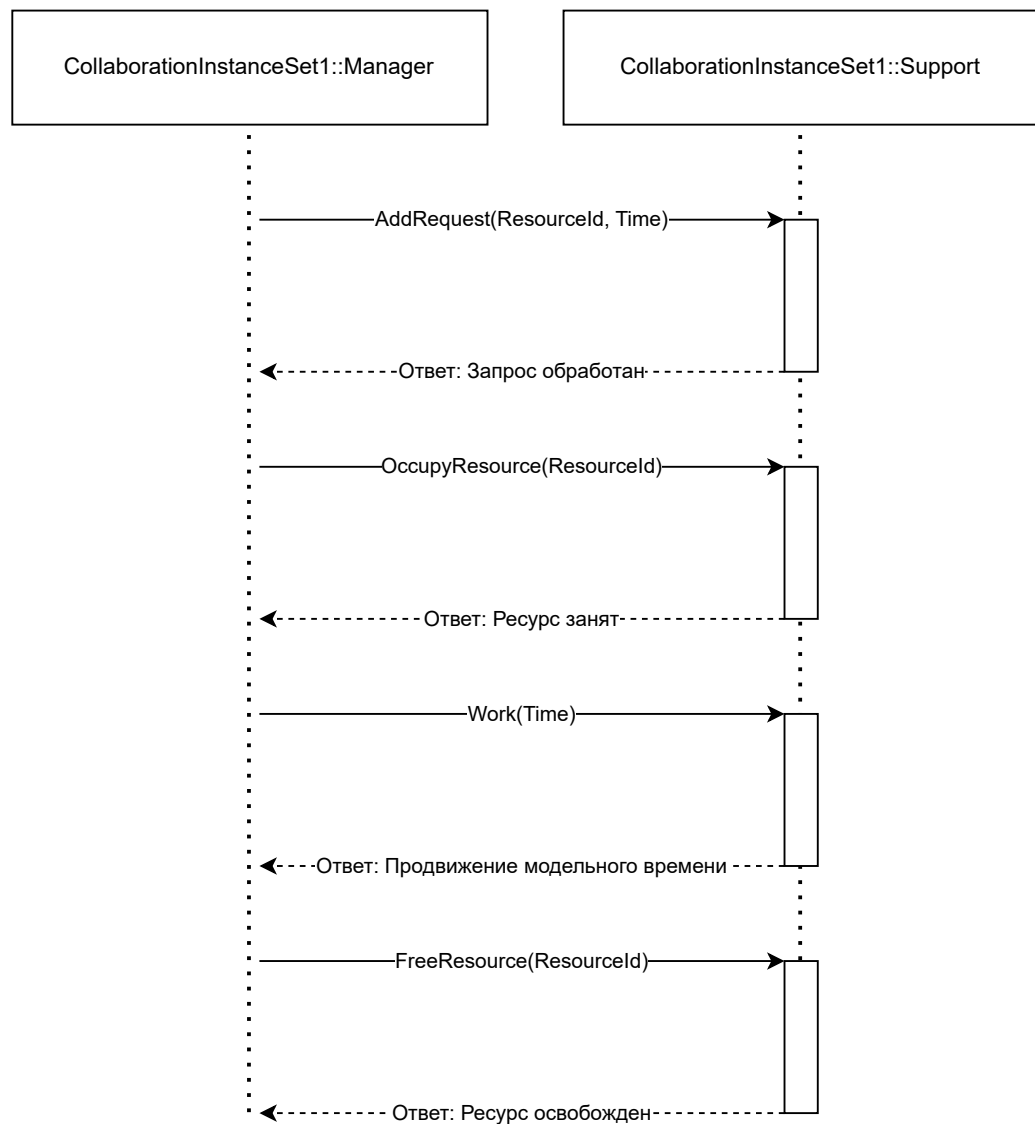 CollaborationInstanceSet1::Manager
CollaborationInstanceSet1::Support
AddRequest(ResourceId, Time)
Ответ: Запрос обработан
OccupyResource(ResourceId)
Ответ: Ресурс занят
Work(Time)
Ответ: Продвижение модельного времени
FreeResource(ResourceId)
Ответ: Ресурс освобожден